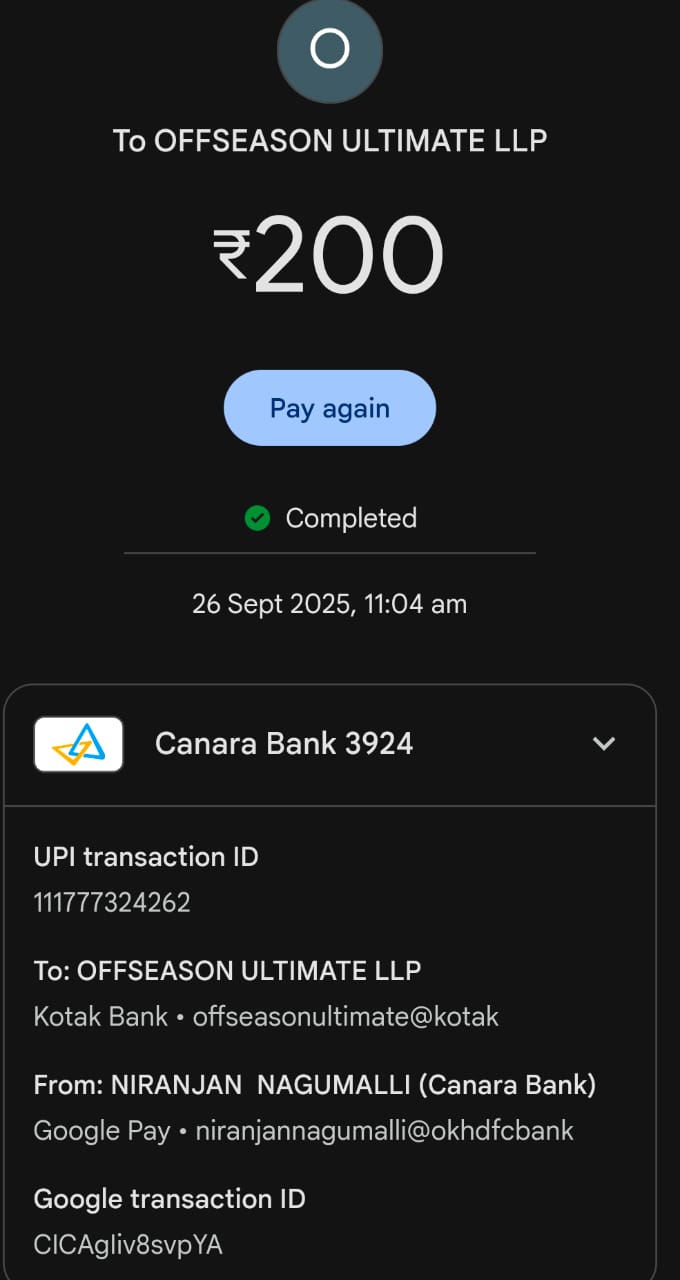 O
To OFFSEASON ULTIMATE LLP
₹200
Pay again
Completed
26 Sept 2025, 11:04 am
Canara Bank 3924
UPI transaction ID
111777324262
To: OFFSEASON ULTIMATE LLP
Kotak Bank • offseasonultimate@kotak
From: NIRANJAN  NAGUMALLI (Canara Bank)
Google Pay • niranjannagumalli@okhdfcbank
Google transaction ID
CICAgIiv8svpYA